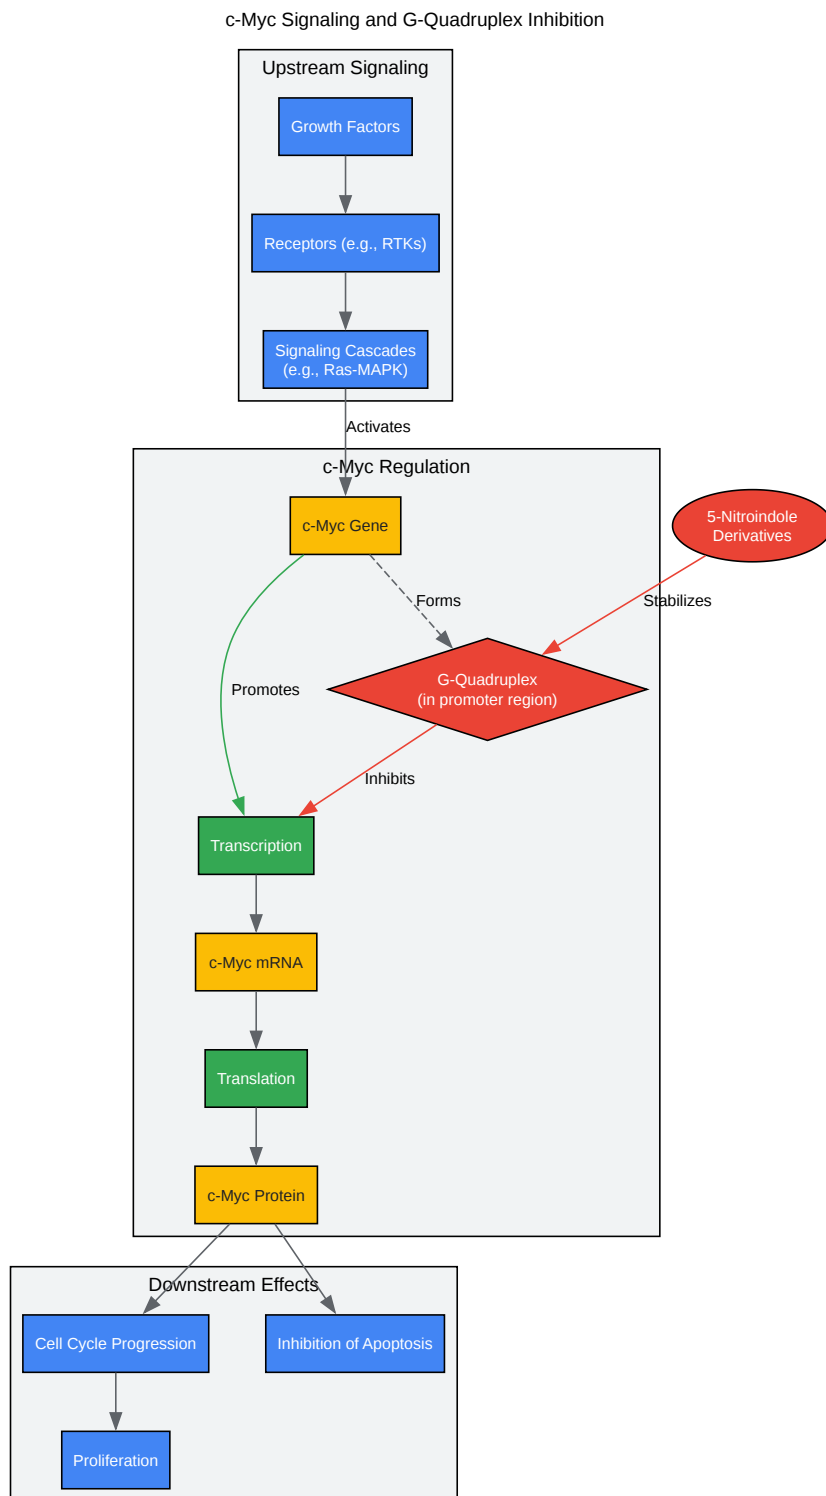 c-Myc Signaling and G-Quadruplex Inhibition
Upstream Signaling
Growth Factors
Receptors (e.g., RTKs)
Signaling Cascades
(e.g., Ras-MAPK)
Activates
c-Myc Regulation
c-Myc Gene
5-Nitroindole
Derivatives
Forms
Stabilizes
Promotes
G-Quadruplex
(in promoter region)
Inhibits
Transcription
c-Myc mRNA
Translation
c-Myc Protein
Downstream Effects
Cell Cycle Progression
Inhibition of Apoptosis
Proliferation